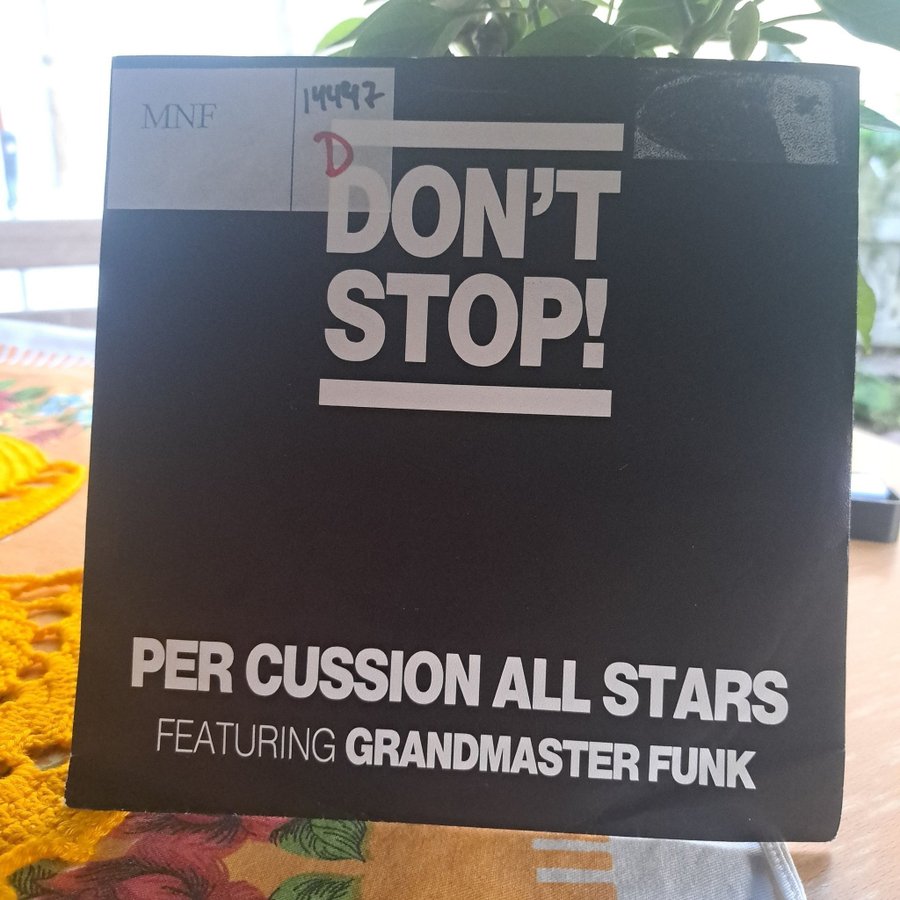 MNF
14497
D
DON'T
STOP!
PER CUSSION ALL STARS
FEATURING GRANDMASTER FUNK